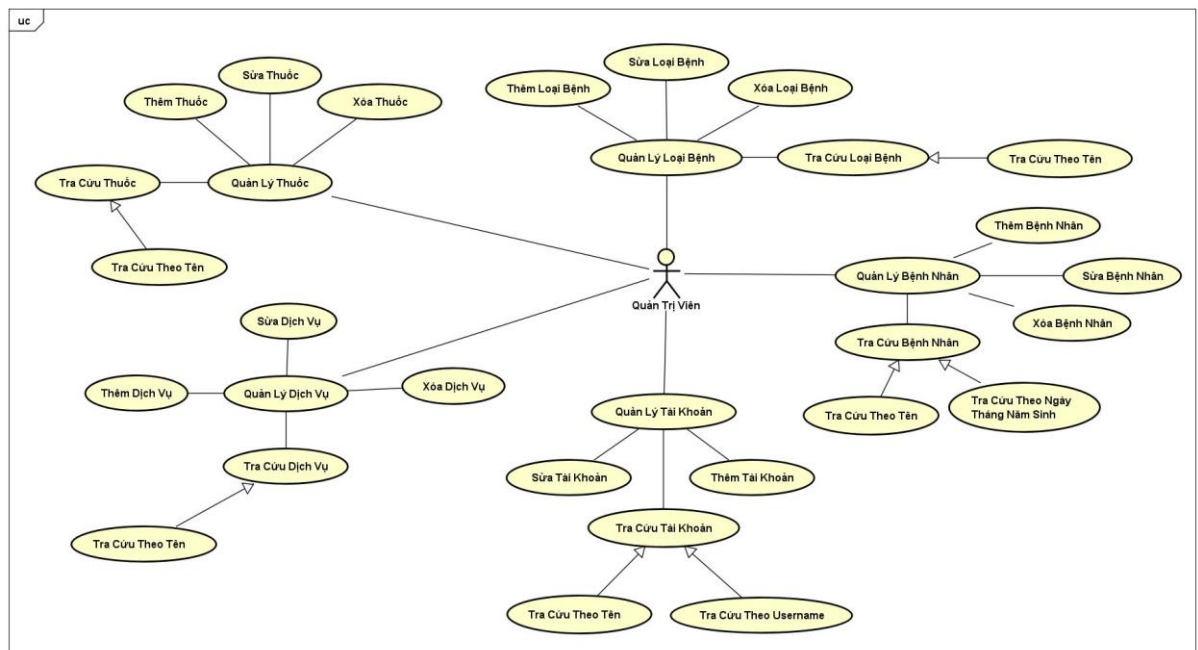 uc
Sửa Thuốc
Thêm Thuốc
Xóa Thuốc
Tra Cứu Thuốc
Quản Lý Thuốc
Tra Cứu Theo Tên
Sửa Loại Bệnh
Thêm Loại Bệnh
Xóa Loại Bệnh
Quản Lý Loại Bệnh
Tra Cứu Loại Bệnh
Tra Cứu Theo Tên
Quản Trị Viên
Thêm Bệnh Nhân
Quản Lý Bệnh Nhân
Sửa Bệnh Nhân
Xóa Bệnh Nhân
Tra Cứu Bệnh Nhân
Tra Cứu Theo Tên
Tra Cứu Theo Ngày
Tháng Năm Sinh
Sửa Dịch Vụ
Thêm Dịch Vụ
Quản Lý Dịch Vụ
Xóa Dịch Vụ
Tra Cứu Dịch Vụ
Tra Cứu Theo Tên
Quản Lý Tài Khoản
Sửa Tài Khoản
Thêm Tài Khoản
Tra Cứu Tài Khoản
Tra Cứu Theo Tên
Tra Cứu Theo Username